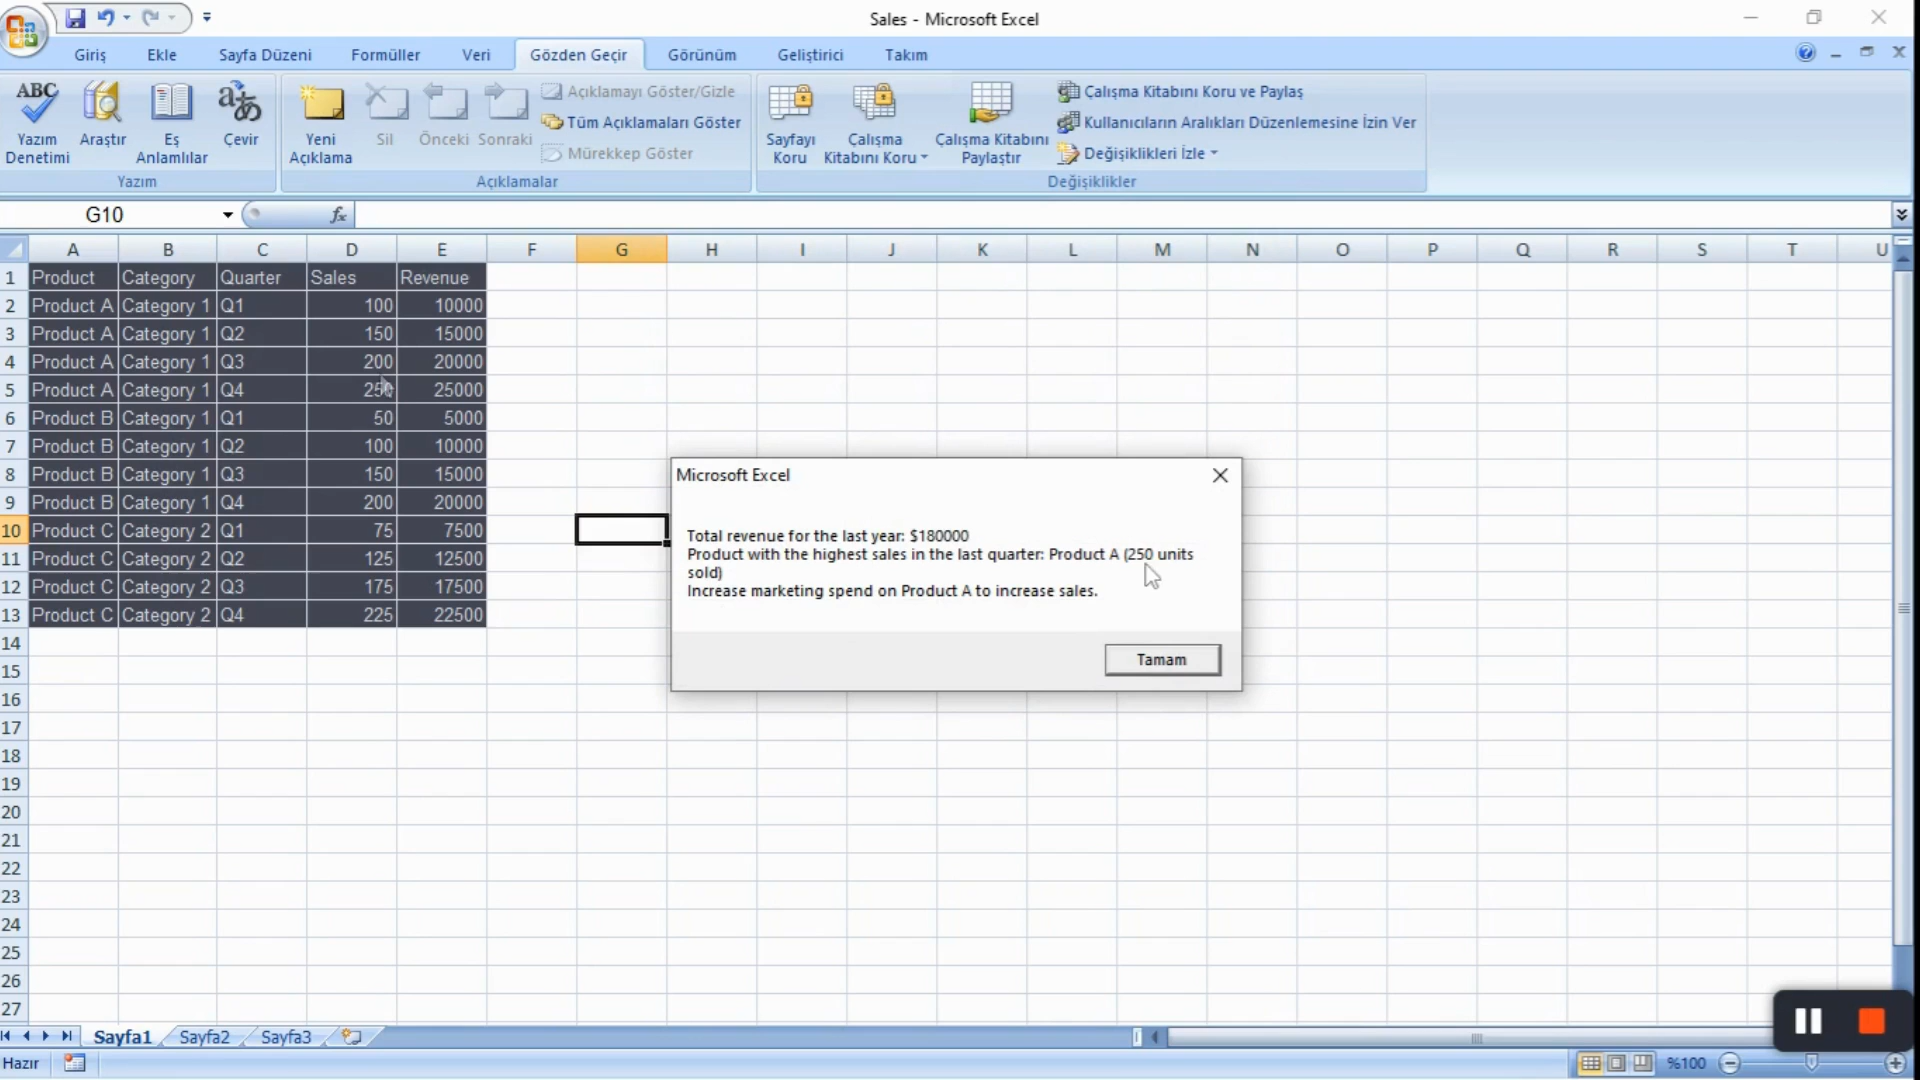 Sales - Microsoft Excel
Giriş Ekle Sayfa Düzeni Formüller Veri Gözden Geçir Görünüm Geliştirici Takım
ABC
Yazım
Denetimi
Araştır
Eş
Anlamlılar
Çevir
Yazım
Yeni
Açıklama
Sil
Önceki
Sonraki
Açıklamayı Göster/Gizle
Tüm Açıklamaları Göster
Mürekkep Göster
Açıklamalar
Sayfayı
Koru
Çalışma
Kitabını Koru
Çalışma Kitabını
Paylaştır
Çalışma Kitabını Koru ve Paylaş
Kullanıcıların Aralıkları Düzenlemesine İzin Ver
Değişiklikleri İzle
Değişiklikler
G10 fx
A B C D E F G H I J K L M N O P Q R S T U
1 Product Category Quarter Sales Revenue
2 Product A Category 1 Q1 100 10000
3 Product A Category 1 Q2 150 15000
4 Product A Category 1 Q3 200 20000
5 Product A Category 1 Q4 250 25000
6 Product B Category 1 Q1 50 5000
7 Product B Category 1 Q2 100 10000
8 Product B Category 1 Q3 150 15000
9 Product B Category 1 Q4 200 20000
10 Product C Category 2 Q1 75 7500
11 Product C Category 2 Q2 125 12500
12 Product C Category 2 Q3 175 17500
13 Product C Category 2 Q4 225 22500
14
15
16
17
18
19
20
21
22
23
24
25
26
27
Microsoft Excel
Total revenue for the last year: $180000
Product with the highest sales in the last quarter: Product A (250 units
sold)
Increase marketing spend on Product A to increase sales.
Tamam
Sayfa1 Sayfa2 Sayfa3
Hazır %100